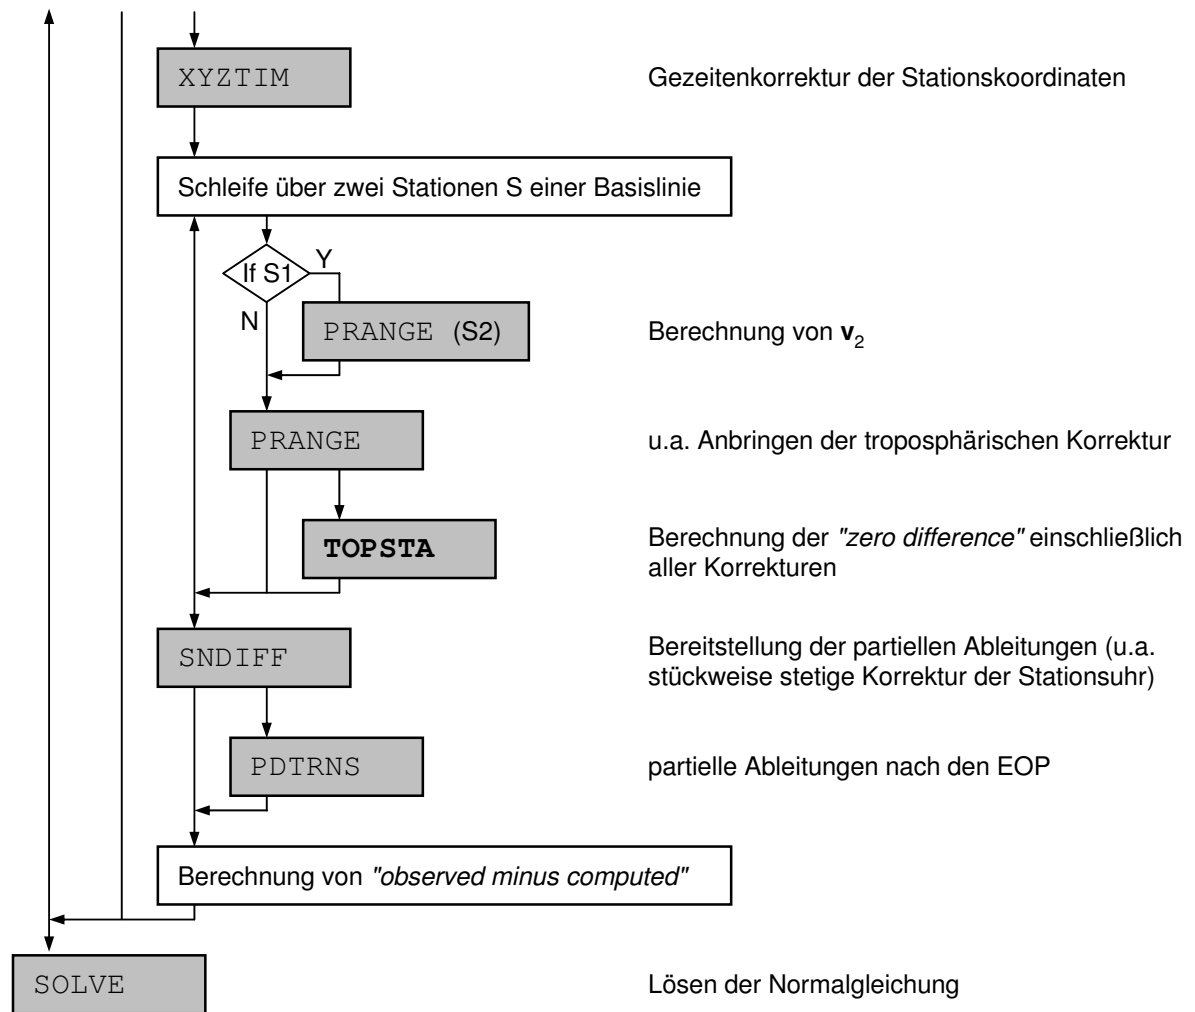 XYZTIM
Gezeitenkorrektur der Stationskoordinaten
Schleife über zwei Stationen S einer Basislinie
If S1
Y
N
PRANGE (S2)
Berechnung von v₂
PRANGE
u.a. Anbringen der troposphärischen Korrektur
TOPSTA
Berechnung der "zero difference" einschließlich
aller Korrekturen
SNDIFF
Bereitstellung der partiellen Ableitungen (u.a.
stückweise stetige Korrektur der Stationsuhr)
PDTRNS
partielle Ableitungen nach den EOP
Berechnung von "observed minus computed"
SOLVE
Lösen der Normalgleichung